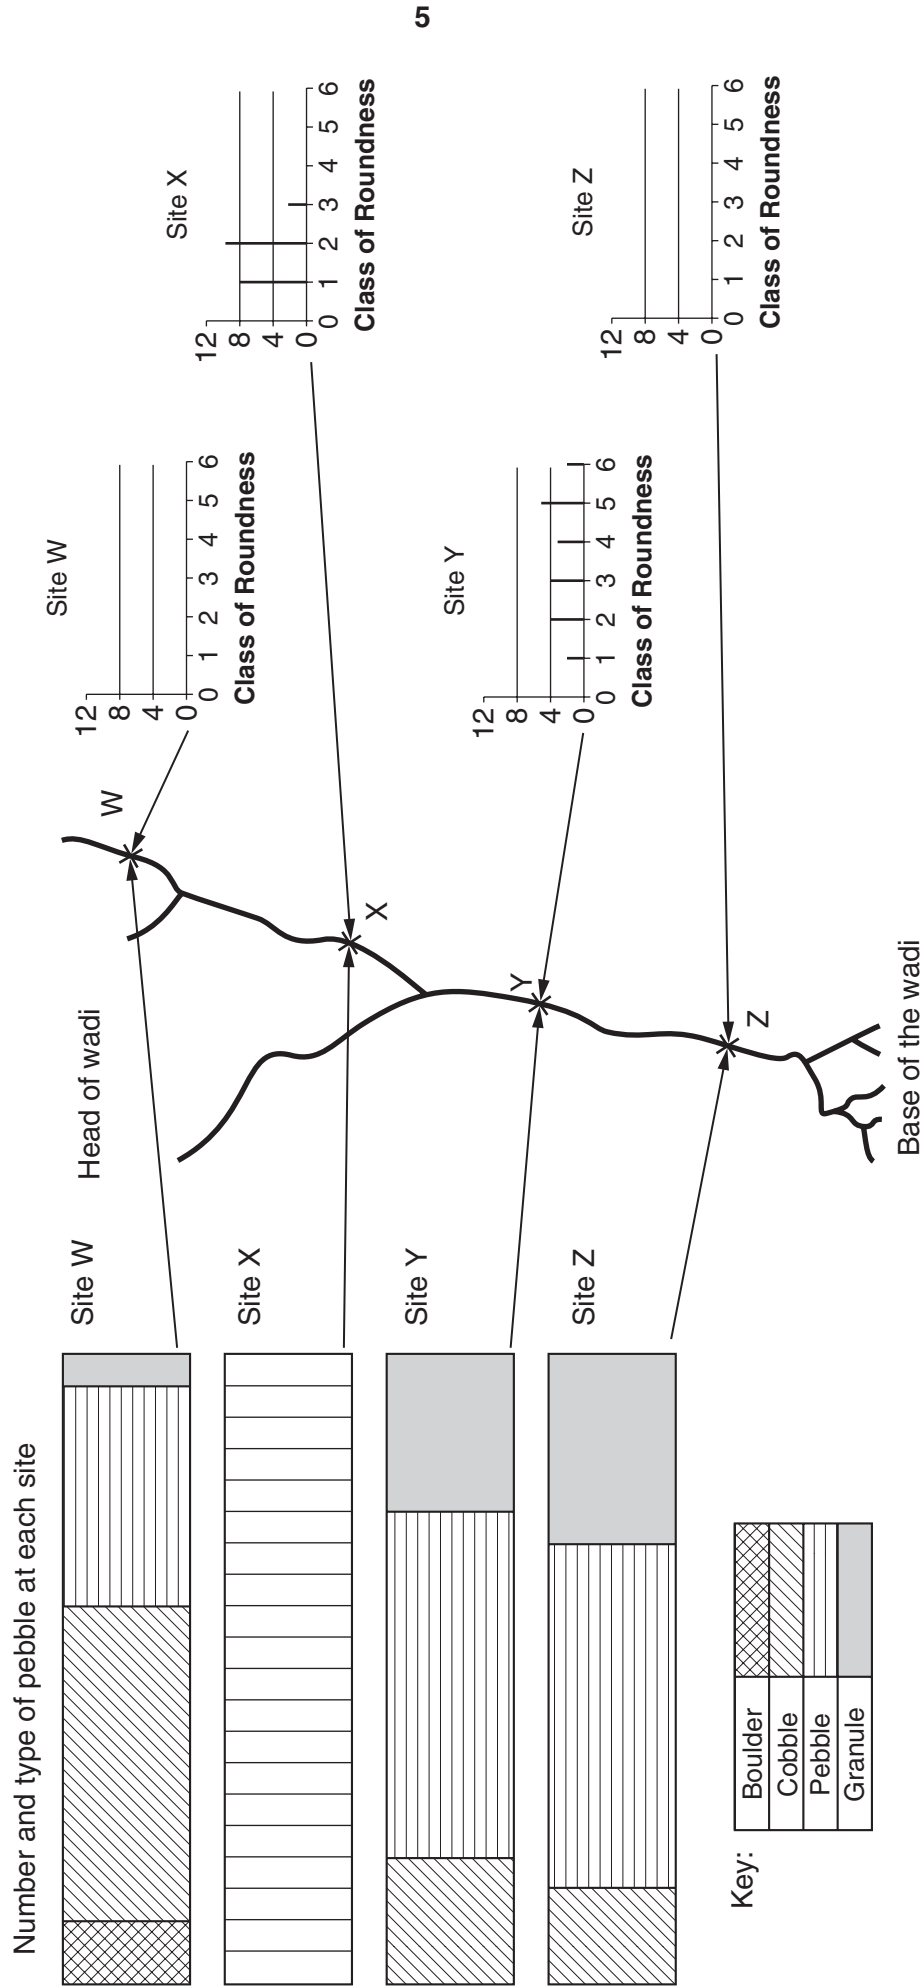 5
Number and type of pebble at each site
Site W
Site X
Site Y
Site Z
Key:
Boulder
Cobble
Pebble
Granule
Head of wadi
W
X
Y
Z
Base of the wadi
Site W
12
8
4
0
0 1 2 3 4 5 6
Class of Roundness
Site X
12
8
4
0
0 1 2 3 4 5 6
Class of Roundness
Site Y
12
8
4
0
0 1 2 3 4 5 6
Class of Roundness
Site Z
12
8
4
0
0 1 2 3 4 5 6
Class of Roundness